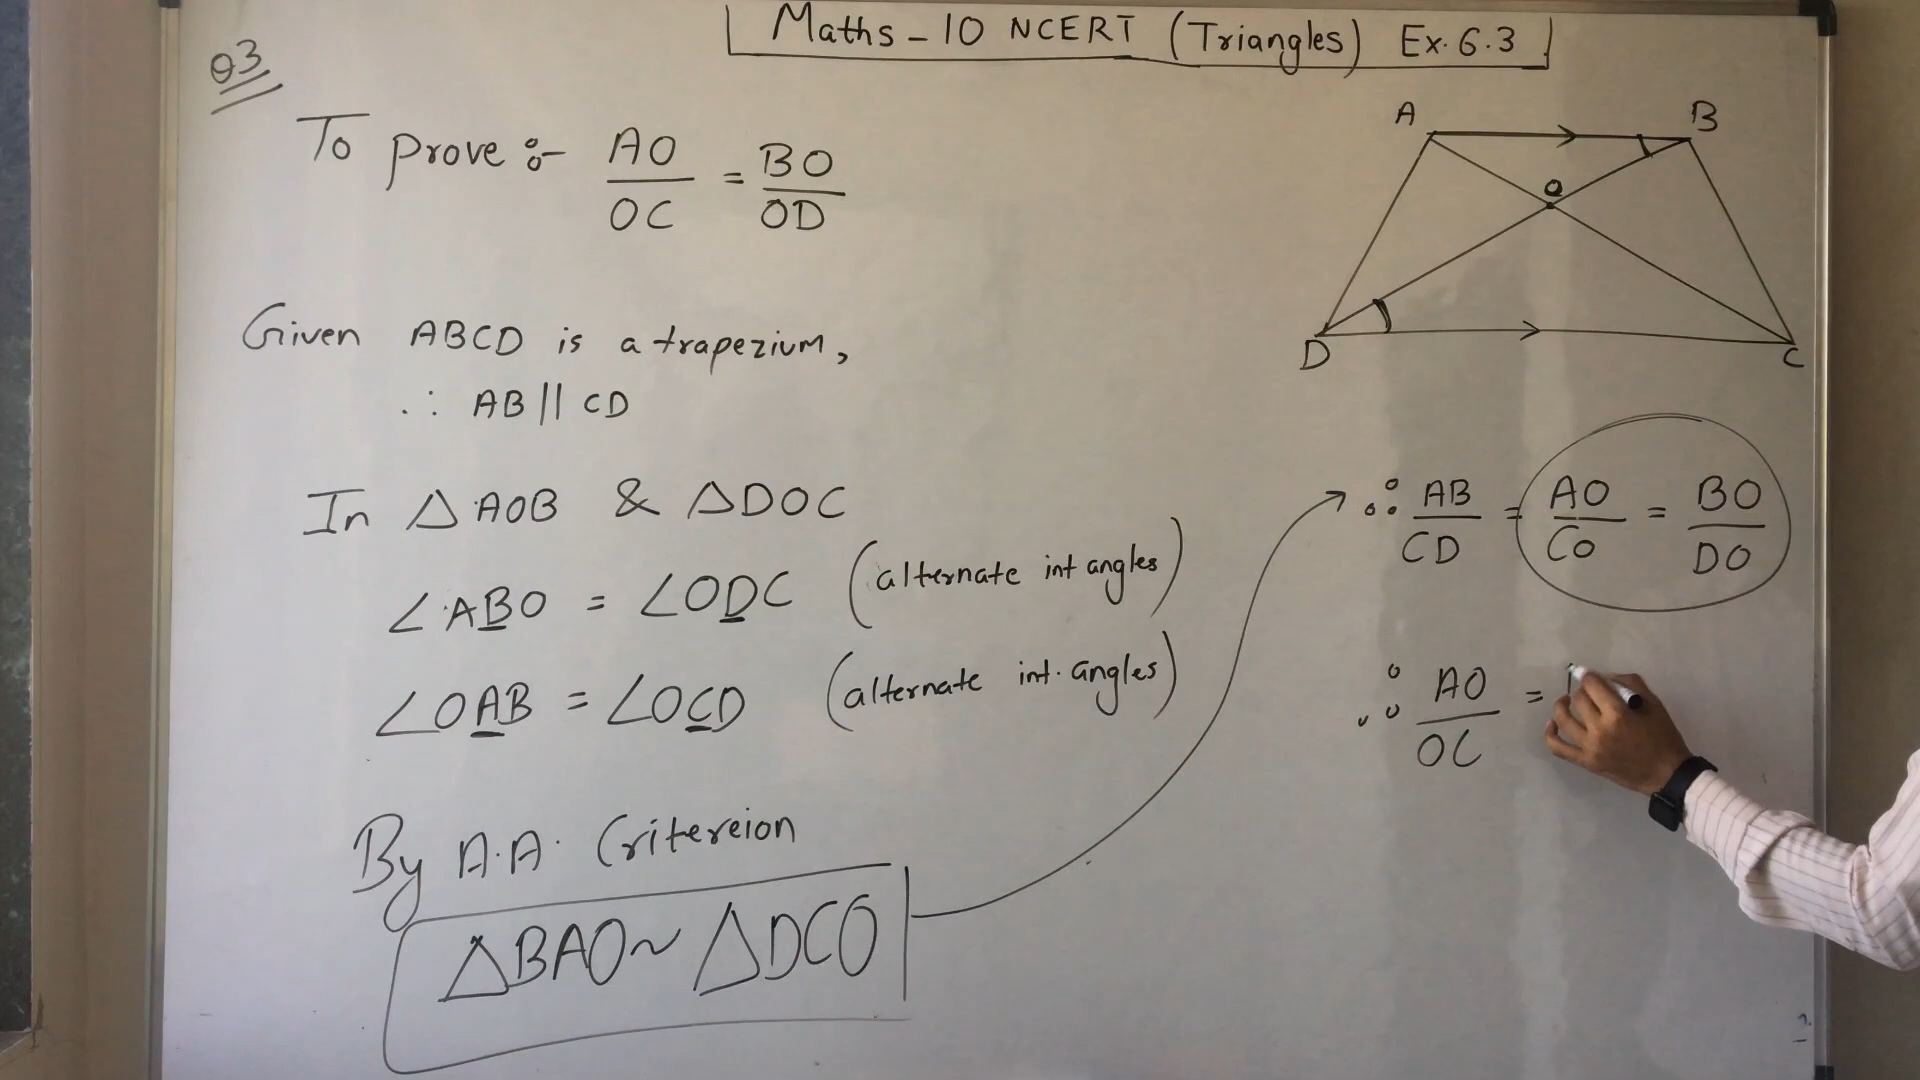 Maths - 10 NCERT (Triangles) Ex. 6.3
Q3
To prove :- AO/OC = BO/OD
Given ABCD is a trapezium,
∴ AB || CD
In △AOB & △DOC
∠ABO = ∠ODC (alternate int angles)
∠OAB = ∠OCD (alternate int. angles)
By A.A. Critereion
△BAO ~ △DCO
A B
O
D C
∴ AB/CD = AO/CO = BO/DO
∴ AO/OC =